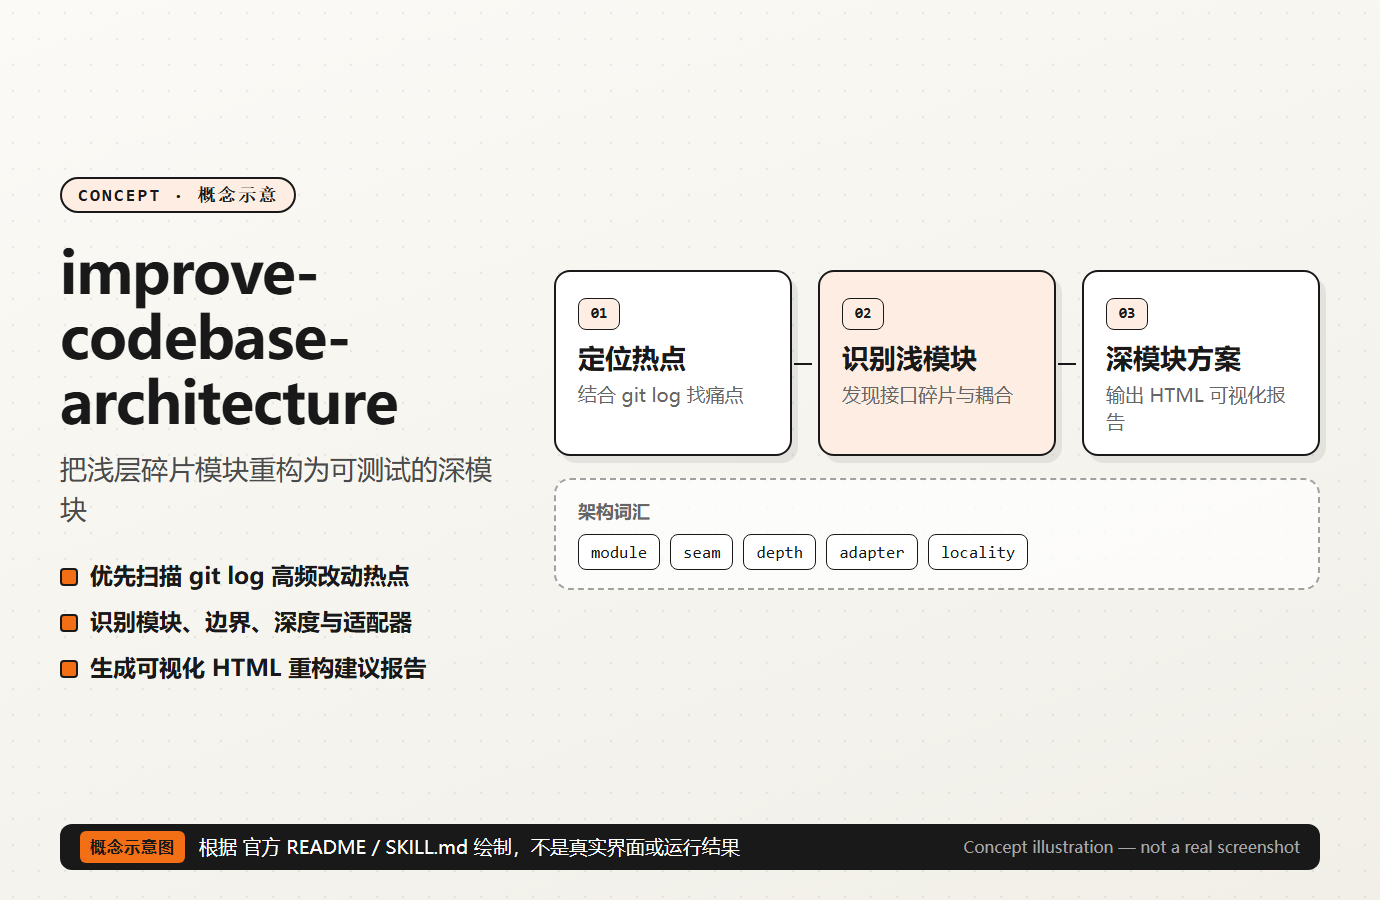 CONCEPT · 概念示意
improve-
codebase-
architecture
把浅层碎片模块重构为可测试的深模
块
优先扫描 git log 高频改动热点
识别模块、边界、深度与适配器
生成可视化 HTML 重构建议报告
01
定位热点
结合 git log 找痛点
02
识别浅模块
发现接口碎片与耦合
03
深模块方案
输出 HTML 可视化报
告
架构词汇
module seam depth adapter locality
概念示意图 根据 官方 README / SKILL.md 绘制，不是真实界面或运行结果
Concept illustration — not a real screenshot